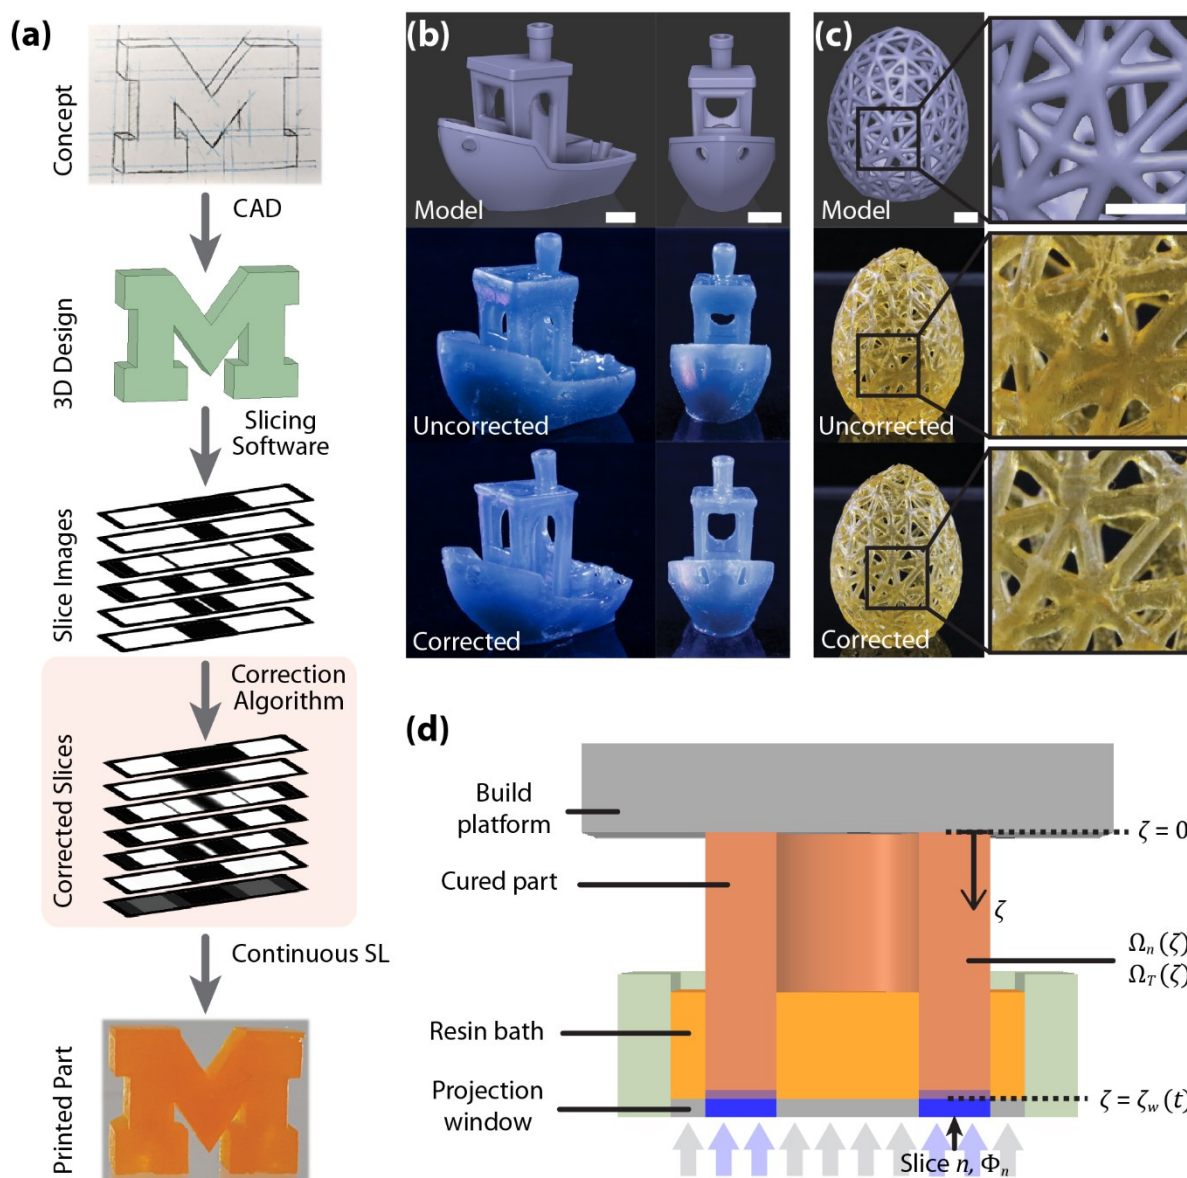 (a)
Concept
CAD
3D Design
Slicing
Software
Slice Images
Correction
Algorithm
Corrected Slices
Continuous SL
Printed Part
(b)
Model
Uncorrected
Corrected
(c)
Model
Uncorrected
Corrected
(d)
Build
platform
ζ = 0
Cured part
ζ
Ωn (ζ)
ΩT (ζ)
Resin bath
Projection
window
ζ = ζw (t)
Slice n, Φn